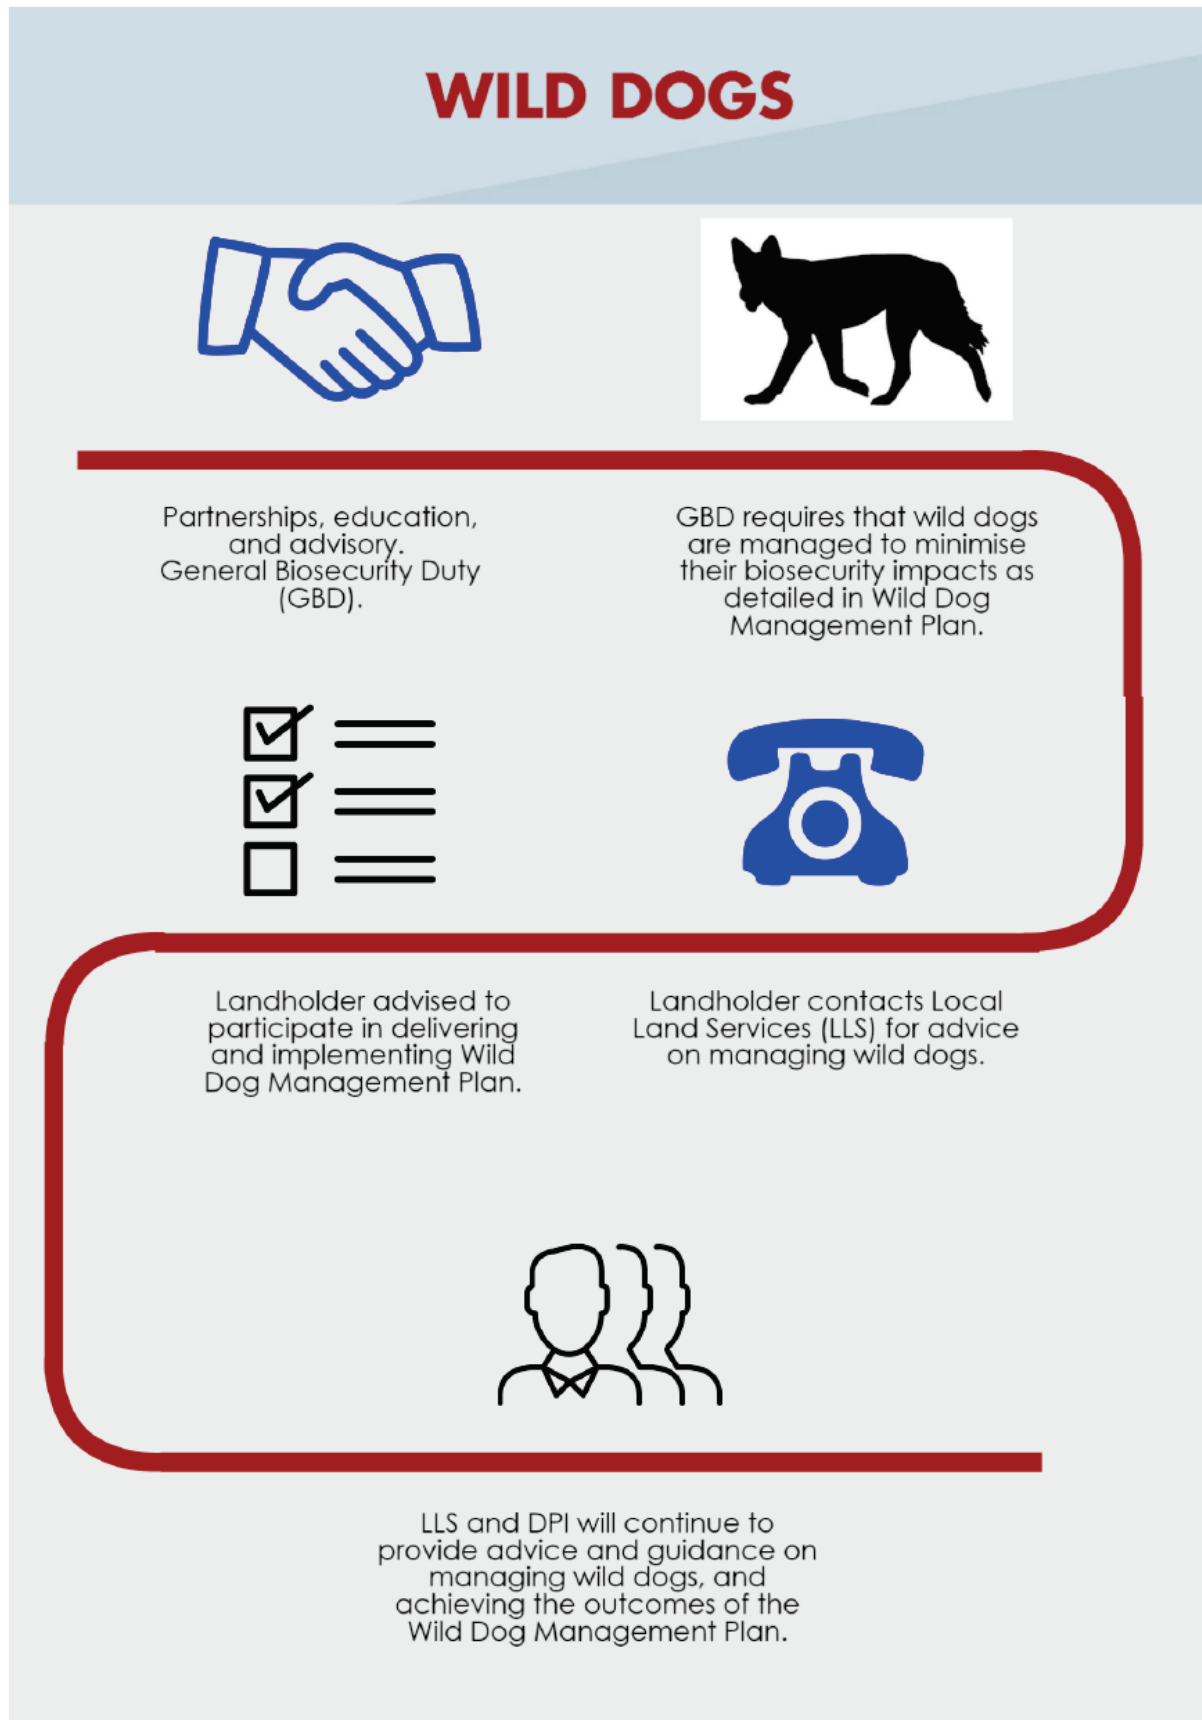 WILD DOGS
Partnerships, education,
and advisory.
General Biosecurity Duty
(GBD).
GBD requires that wild dogs
are managed to minimise
their biosecurity impacts as
detailed in Wild Dog
Management Plan.
Landholder contacts Local
Land Services (LLS) for advice
on managing wild dogs.
Landholder advised to
participate in delivering
and implementing Wild
Dog Management Plan.
LLS and DPI will continue to
provide advice and guidance on
managing wild dogs, and
achieving the outcomes of the
Wild Dog Management Plan.